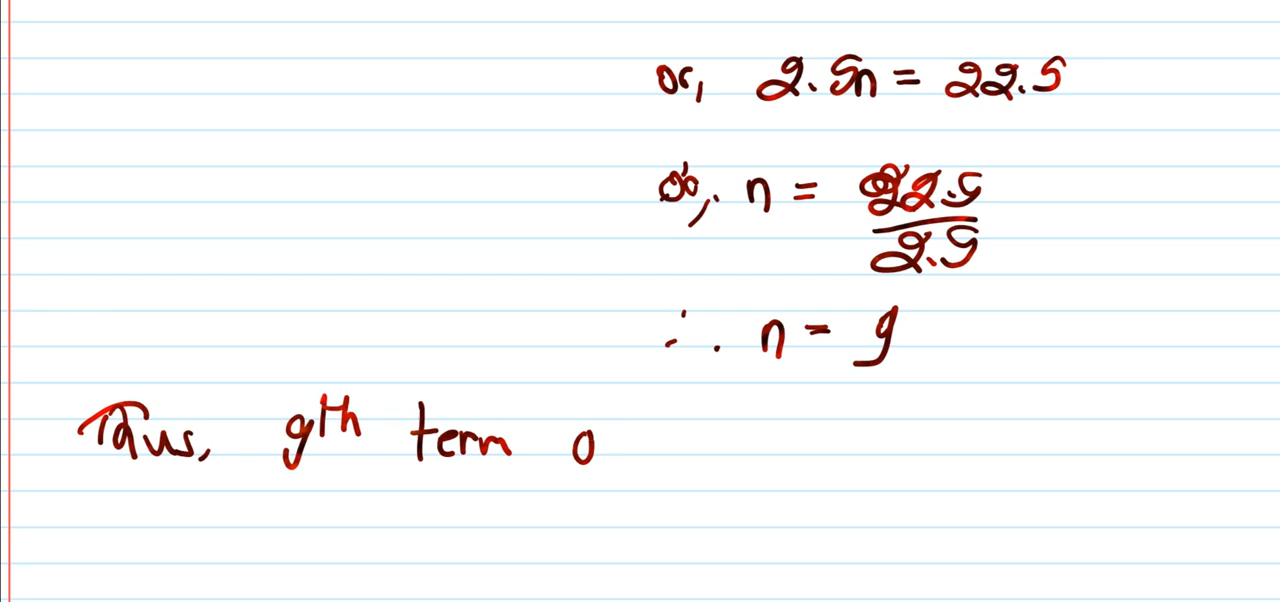 or, 2.5n = 22.5
or, n = 22.5
2.5
∴ n = 9
Thus, 9th term o